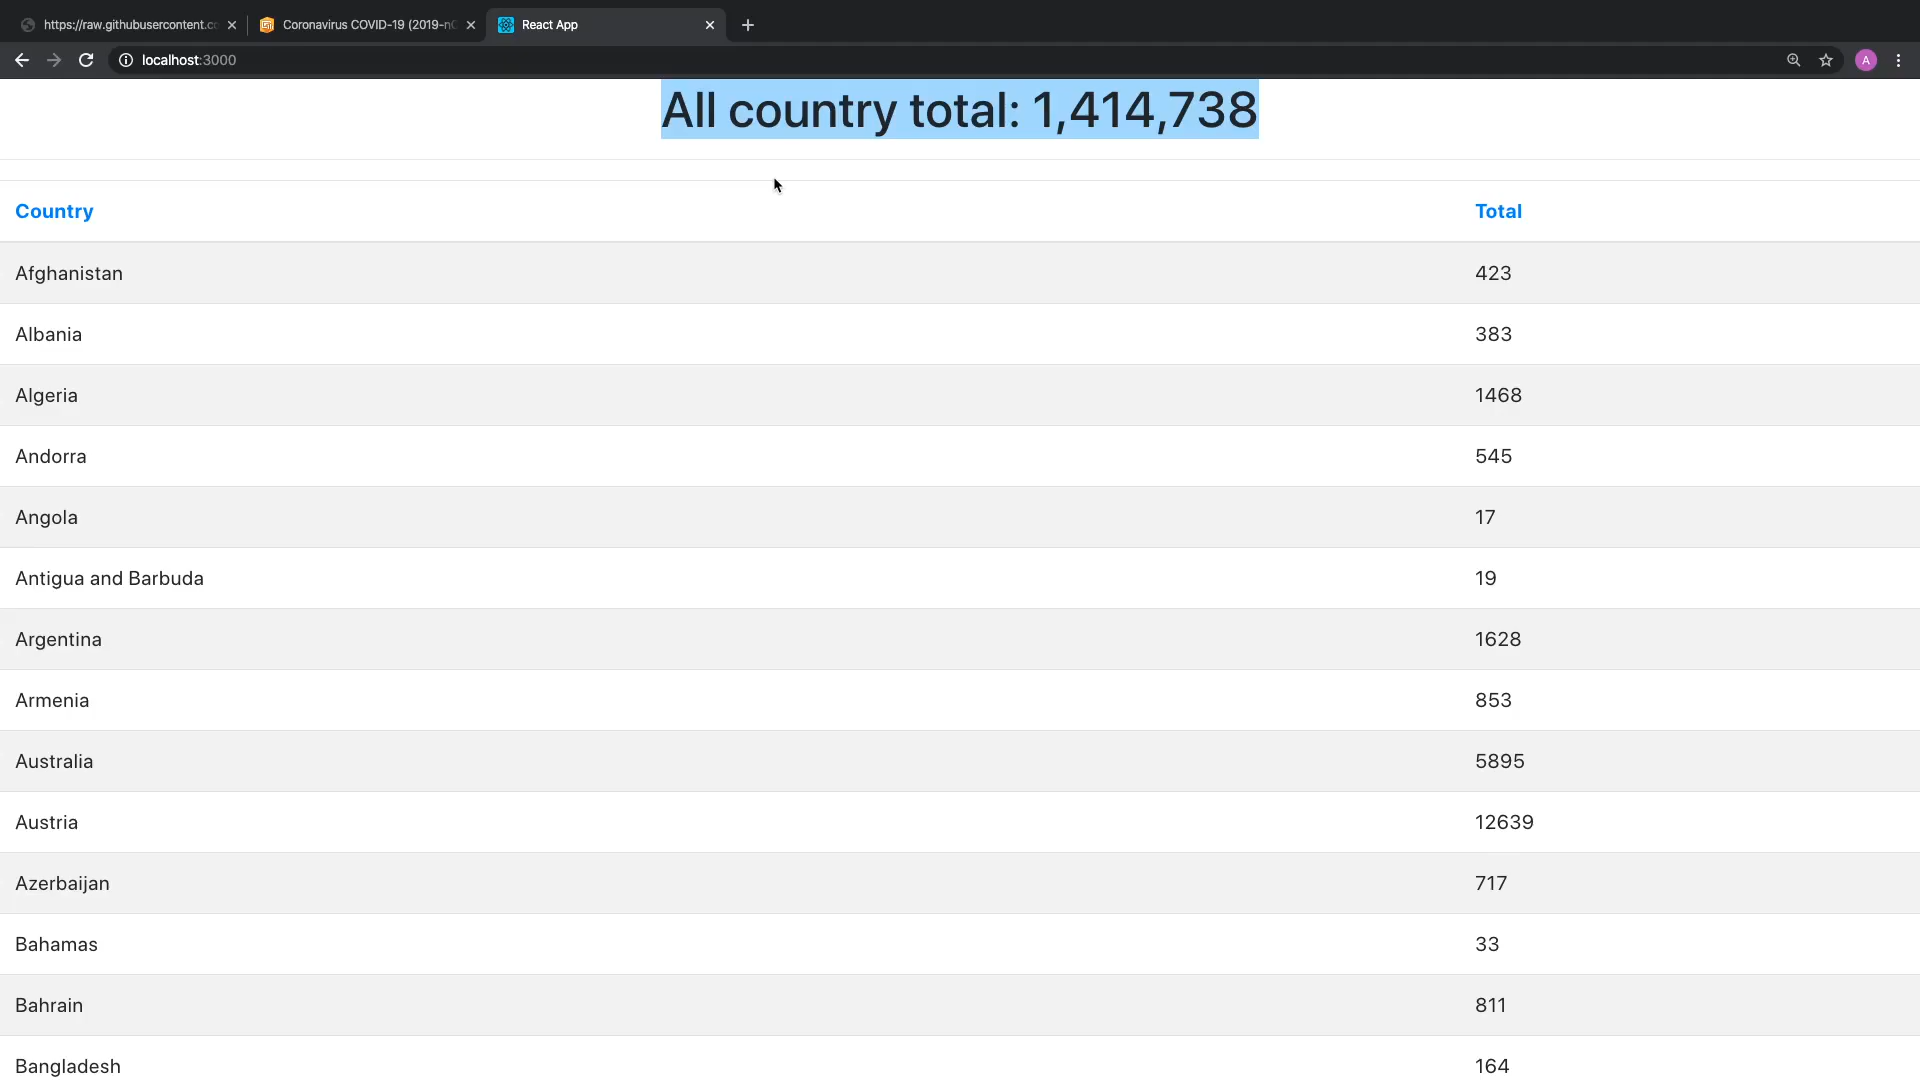 https://raw.githubusercontent.cc
Coronavirus COVID-19 (2019-n
React App
localhost:3000
A
All country total: 1,414,738
Country Total
Afghanistan 423
Albania 383
Algeria 1468
Andorra 545
Angola 17
Antigua and Barbuda 19
Argentina 1628
Armenia 853
Australia 5895
Austria 12639
Azerbaijan 717
Bahamas 33
Bahrain 811
Bangladesh 164